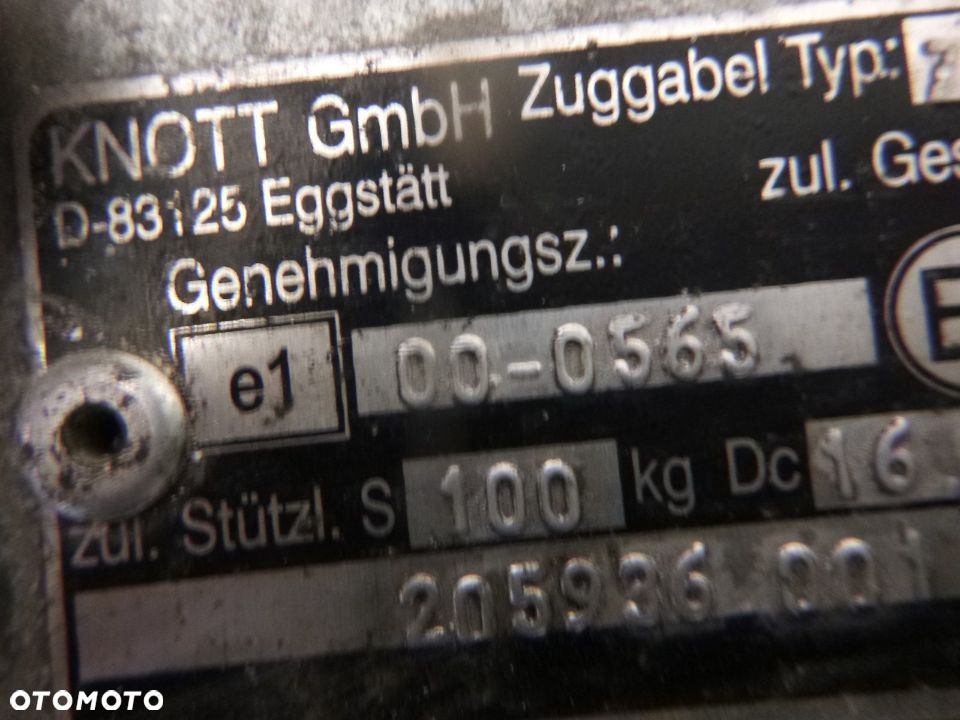 KNOTT GmbH Zuggabel Typ:
D-83125 Eggstätt zul. Ges
Genehmigungsz.:
e1 00-0565 E
zul. Stützl. S 100 kg Dc 16.
205936 001
OTOMOTO